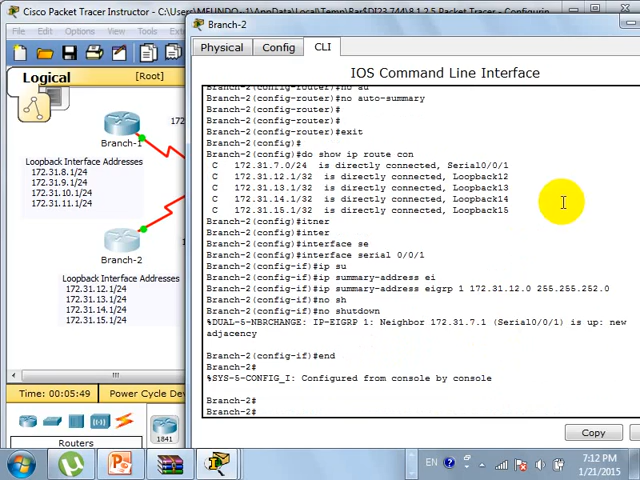 Cisco Packet Tracer Instructor - C:\Users\MEUNDO~1\AppData\Local\Temp\Rar$DI23.744\8.1.2.5 Packet Tracer - Configurin
File Edit
Logical
[Root]
Branch-1
172
Loopback Interface Addresses
172.31.8.1/24
172.31.9.1/24
172.31.10.1/24
172.31.11.1/24
Branch-2
Loopback Interface Addresses
172.31.12.1/24
172.31.13.1/24
172.31.14.1/24
172.31.15.1/24
Time: 00:05:49
Power Cycle Dev
Routers
1841
Branch-2
Physical
Config
CLI
IOS Command Line Interface
Branch-2(config-router)#no au
Branch-2(config-router)#no auto-summary
Branch-2(config-router)#
Branch-2(config-router)#
Branch-2(config-router)#exit
Branch-2(config)#
Branch-2(config)#do show ip route con
C 172.31.7.0/24 is directly connected, Serial0/0/1
C 172.31.12.1/32 is directly connected, Loopback12
C 172.31.13.1/32 is directly connected, Loopback13
C 172.31.14.1/32 is directly connected, Loopback14
C 172.31.15.1/32 is directly connected, Loopback15
Branch-2(config)#itner
Branch-2(config)#inter
Branch-2(config)#interface se
Branch-2(config)#interface serial 0/0/1
Branch-2(config-if)#ip su
Branch-2(config-if)#ip summary-address ei
Branch-2(config-if)#ip summary-address eigrp 1 172.31.12.0 255.255.252.0
Branch-2(config-if)#no sh
Branch-2(config-if)#no shutdown
%DUAL-5-NBRCHANGE: IP-EIGRP 1: Neighbor 172.31.7.1 (Serial0/0/1) is up: new
adjacency
Branch-2(config-if)#end
Branch-2#
%SYS-5-CONFIG_I: Configured from console by console
Branch-2#
Branch-2#
Copy
EN
7:12 PM
1/21/2015